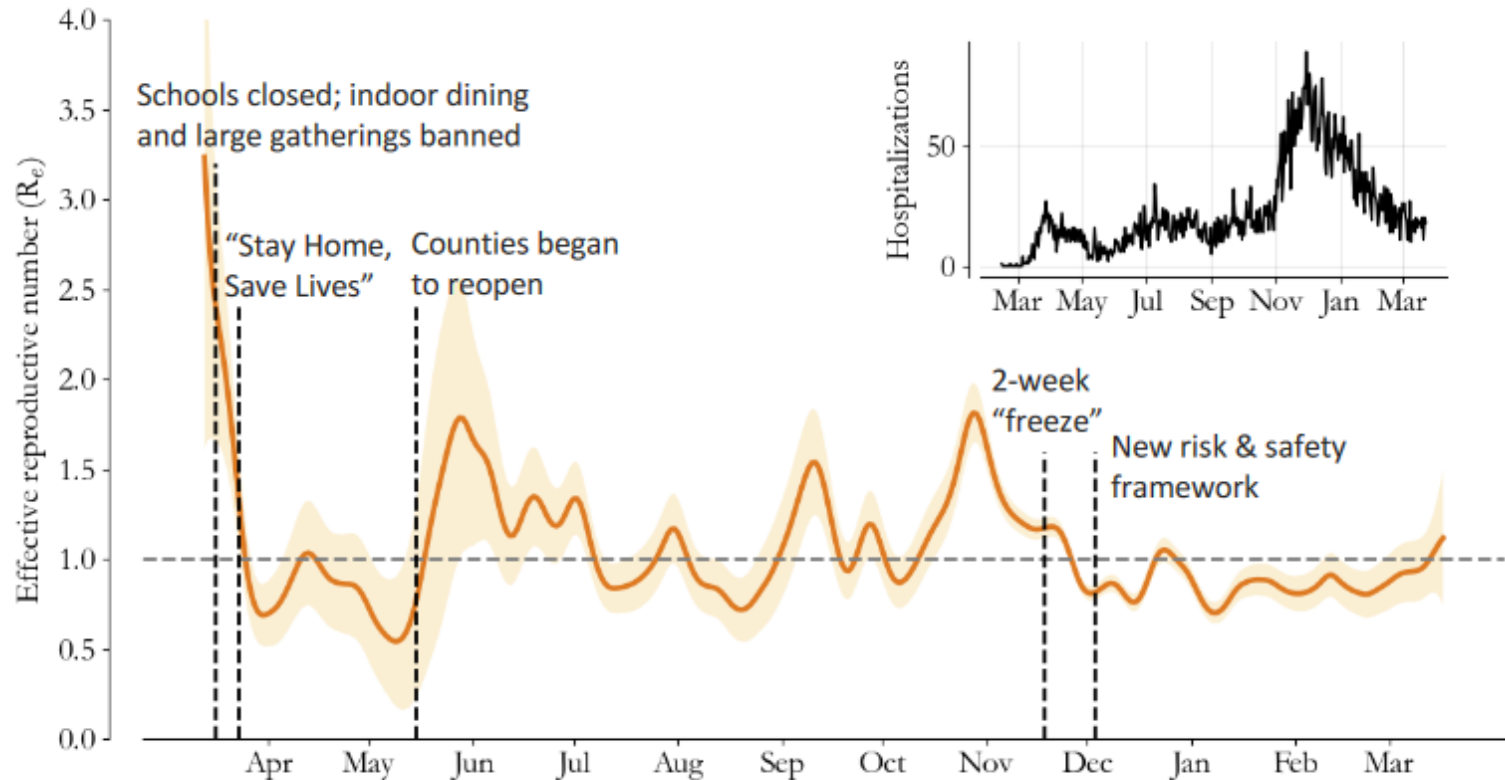 4.0
3.5
3.0
2.5
2.0
1.5
1.0
0.5
0.0
Effective reproductive number (Rₑ)
Schools closed; indoor dining
and large gatherings banned
“Stay Home,
Save Lives”
Counties began
to reopen
2-week
“freeze”
New risk & safety
framework
Apr May Jun Jul Aug Sep Oct Nov Dec Jan Feb Mar
Hospitalizations
50
0
Mar May Jul Sep Nov Jan Mar